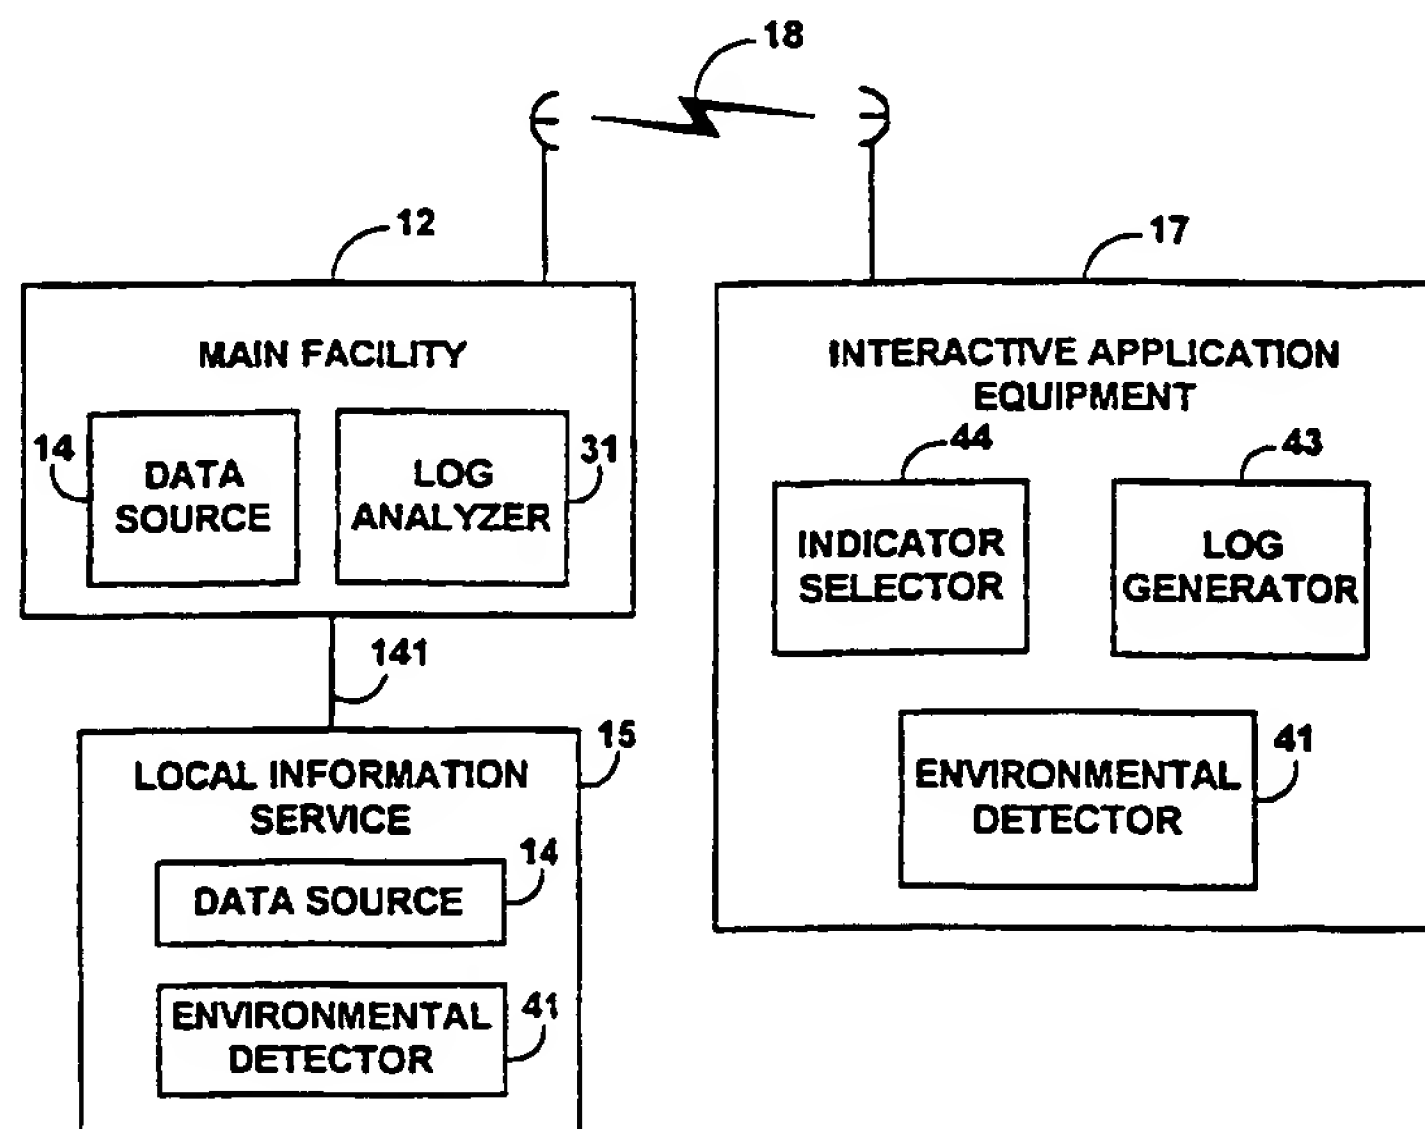 18
12
17
MAIN FACILITY
INTERACTIVE APPLICATION
EQUIPMENT
14
DATA
SOURCE
LOG
ANALYZER
31
44
43
INDICATOR
SELECTOR
LOG
GENERATOR
141
15
LOCAL INFORMATION
SERVICE
14
DATA SOURCE
41
ENVIRONMENTAL
DETECTOR
41
ENVIRONMENTAL
DETECTOR